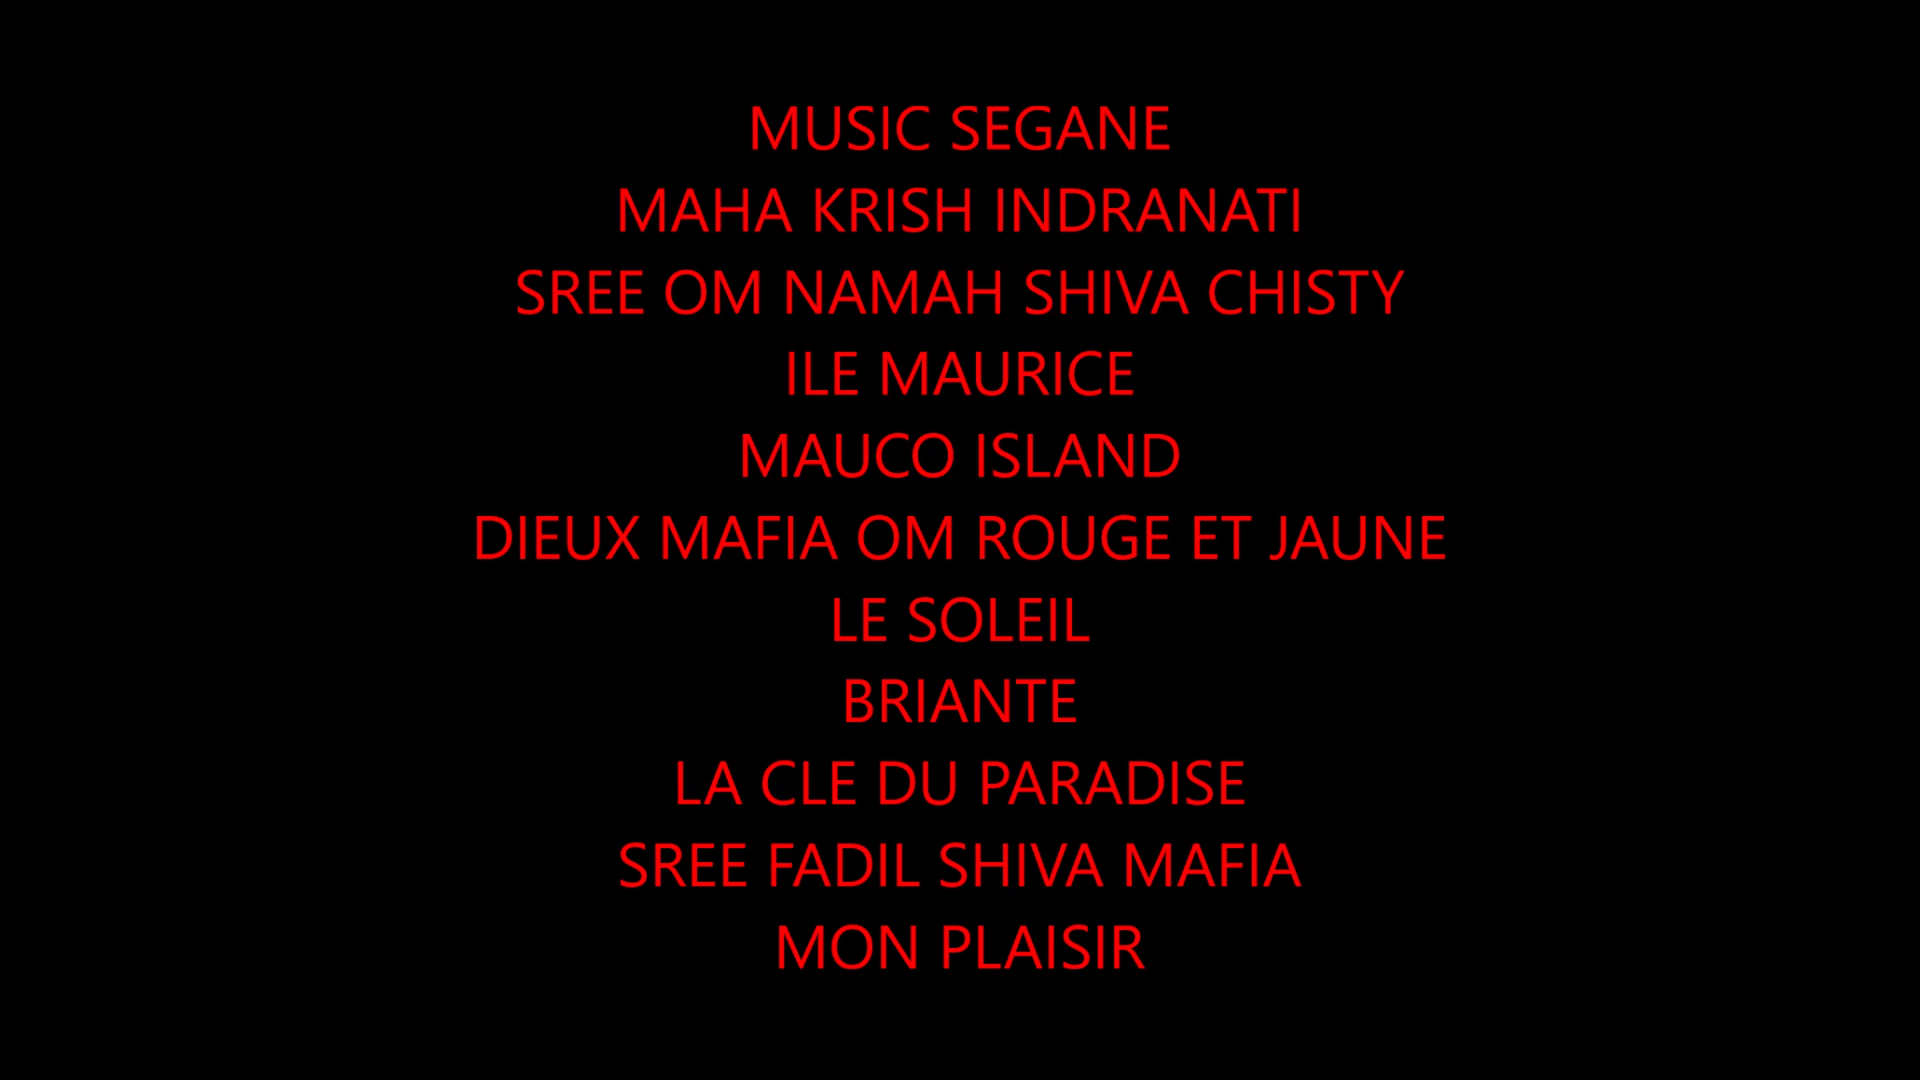 MUSIC SEGANE
MAHA KRISH INDRANATI
SREE OM NAMAH SHIVA CHISTY
ILE MAURICE
MAUCO ISLAND
DIEUX MAFIA OM ROUGE ET JAUNE
LE SOLEIL
BRIANTE
LA CLE DU PARADISE
SREE FADIL SHIVA MAFIA
MON PLAISIR